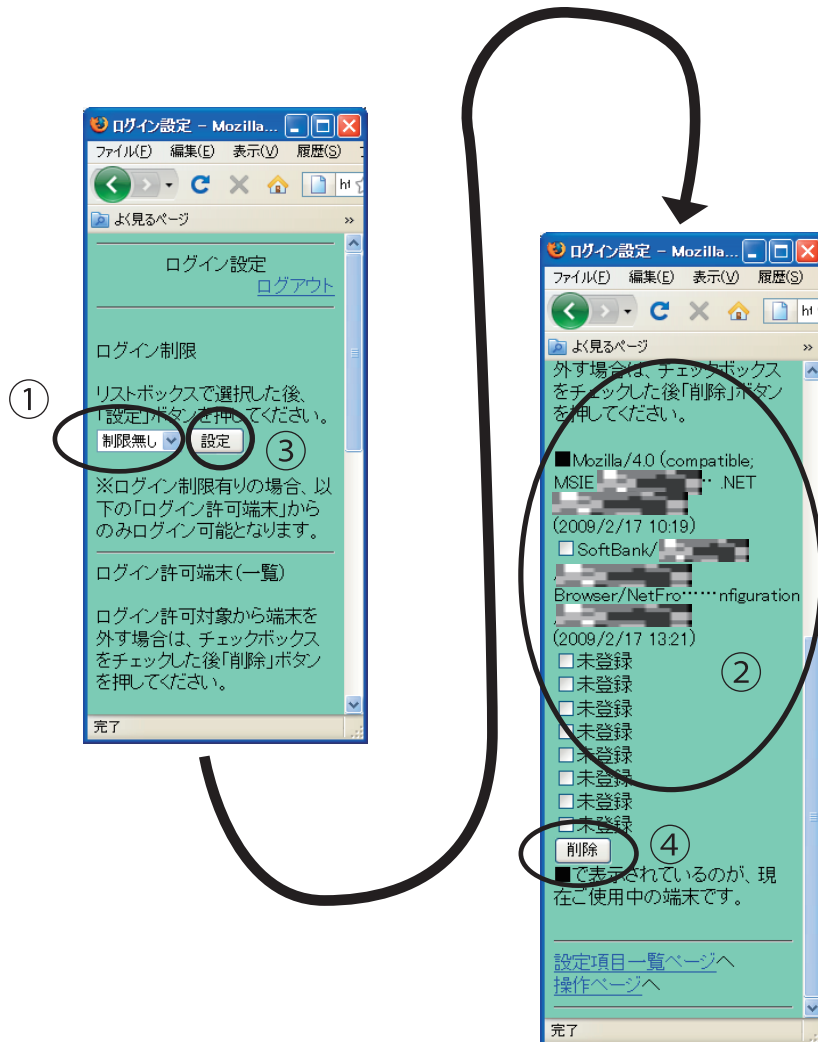 ログイン設定 - Mozilla...
ファイル(F) 編集(E) 表示(V) 履歴(S)
よく見るページ »
ログイン設定
ログアウト
ログイン制限
①
リストボックスで選択した後、
「設定」ボタンを押してください。
制限無し 設定
③
※ログイン制限有りの場合、以
下の「ログイン許可端末」から
のみログイン可能となります。
ログイン許可端末(一覧)
ログイン許可対象から端末を
外す場合は、チェックボックス
をチェックした後「削除」ボタン
を押してください。
完了
ログイン設定 - Mozilla...
ファイル(F) 編集(E) 表示(V) 履歴(S)
よく見るページ »
外す場合は、チェックボックス
をチェックした後「削除」ボタン
を押してください。
■Mozilla/4.0 (compatible;
MSIE ‥ .NET
(2009/2/17 10:19)
□SoftBank/
Browser/NetFro……nfiguration
(2009/2/17 13:21)
②
□未登録
□未登録
□未登録
□未登録
□未登録
□未登録
□未登録
□未登録
削除
④
■で表示されているのが、現
在ご使用中の端末です。
設定項目一覧ページへ
操作ページへ
完了